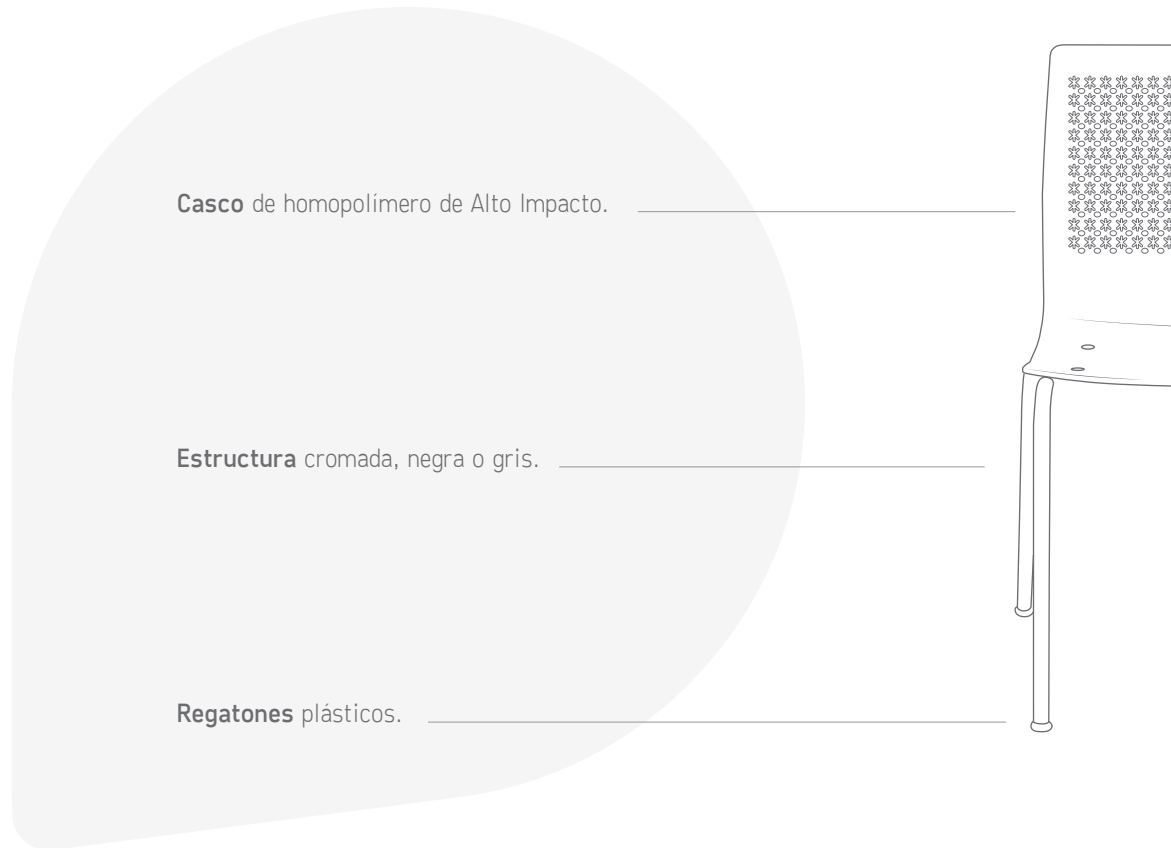 Casco de homopolímero de Alto Impacto.
Estructura cromada, negra o gris.
Regatones plásticos.